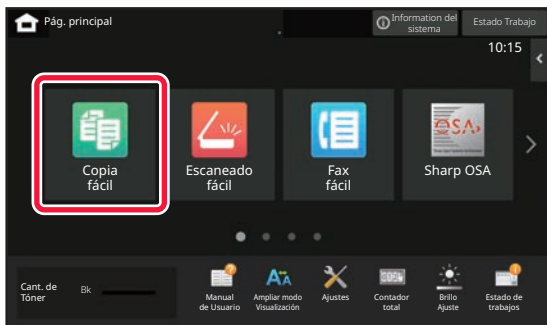 Pág. principal
Information del
sistema
Estado Trabajo
10:15
Copia
fácil
Escaneado
fácil
Fax
fácil
OSA
Sharp OSA
Cant. de
Tóner
Bk
Manual
de Usuario
Ampliar modo
Visualización
Ajustes
Contador
total
Brillo
Ajuste
Estado de
trabajos